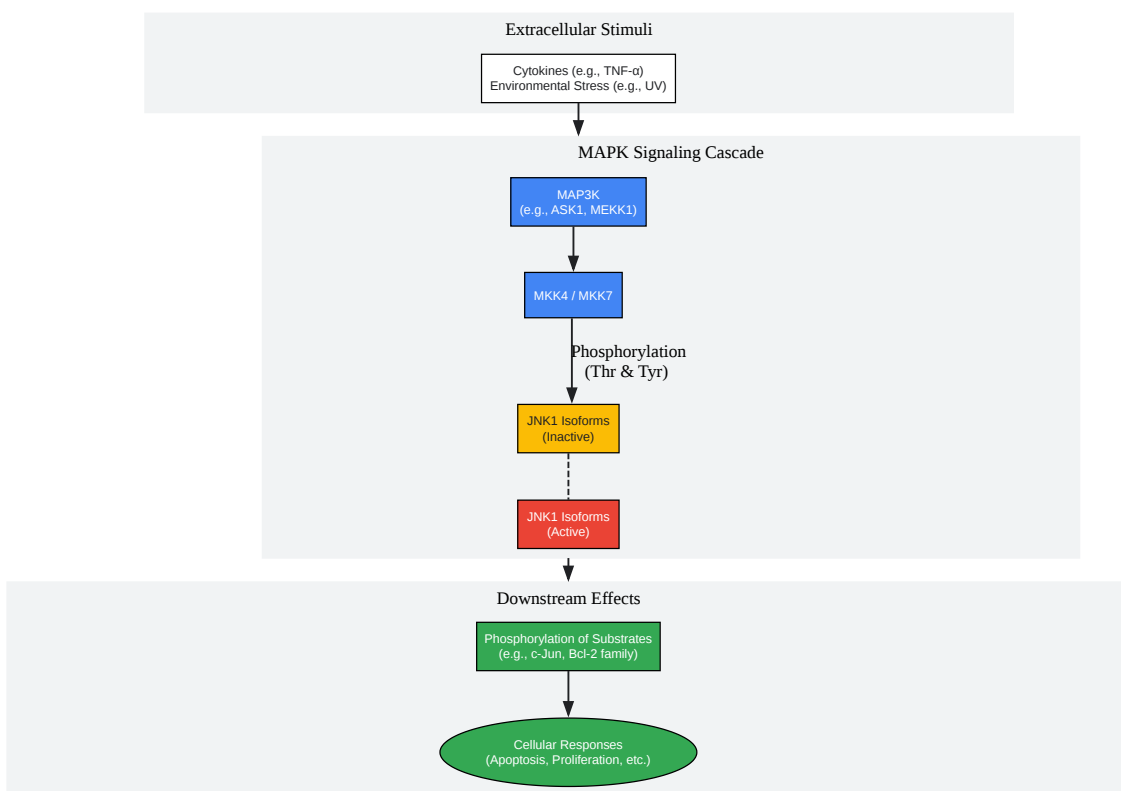 Extracellular Stimuli
Cytokines (e.g., TNF-α)
Environmental Stress (e.g., UV)
MAPK Signaling Cascade
MAP3K
(e.g., ASK1, MEKK1)
MKK4 / MKK7
Phosphorylation
(Thr & Tyr)
JNK1 Isoforms
(Inactive)
JNK1 Isoforms
(Active)
Downstream Effects
Phosphorylation of Substrates
(e.g., c-Jun, Bcl-2 family)
Cellular Responses
(Apoptosis, Proliferation, etc.)